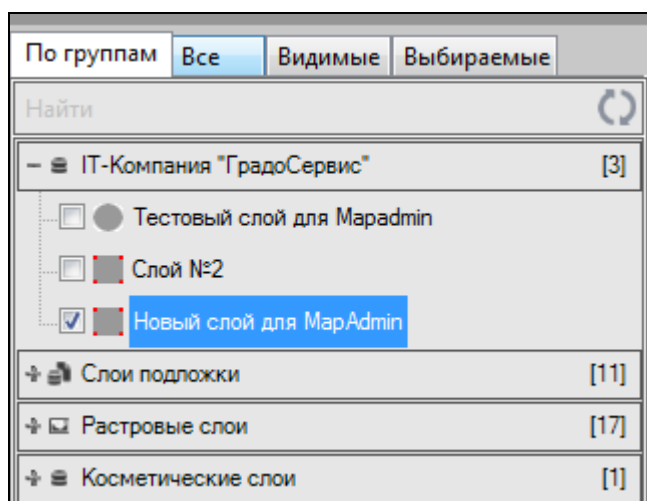 По группам Все Видимые Выбираемые
Найти
IT-Компания "ГрадоСервис" [3]
Тестовый слой для Mapadmin
Слой №2
Новый слой для MapAdmin
Слои подложки [11]
Растровые слои [17]
Косметические слои [1]